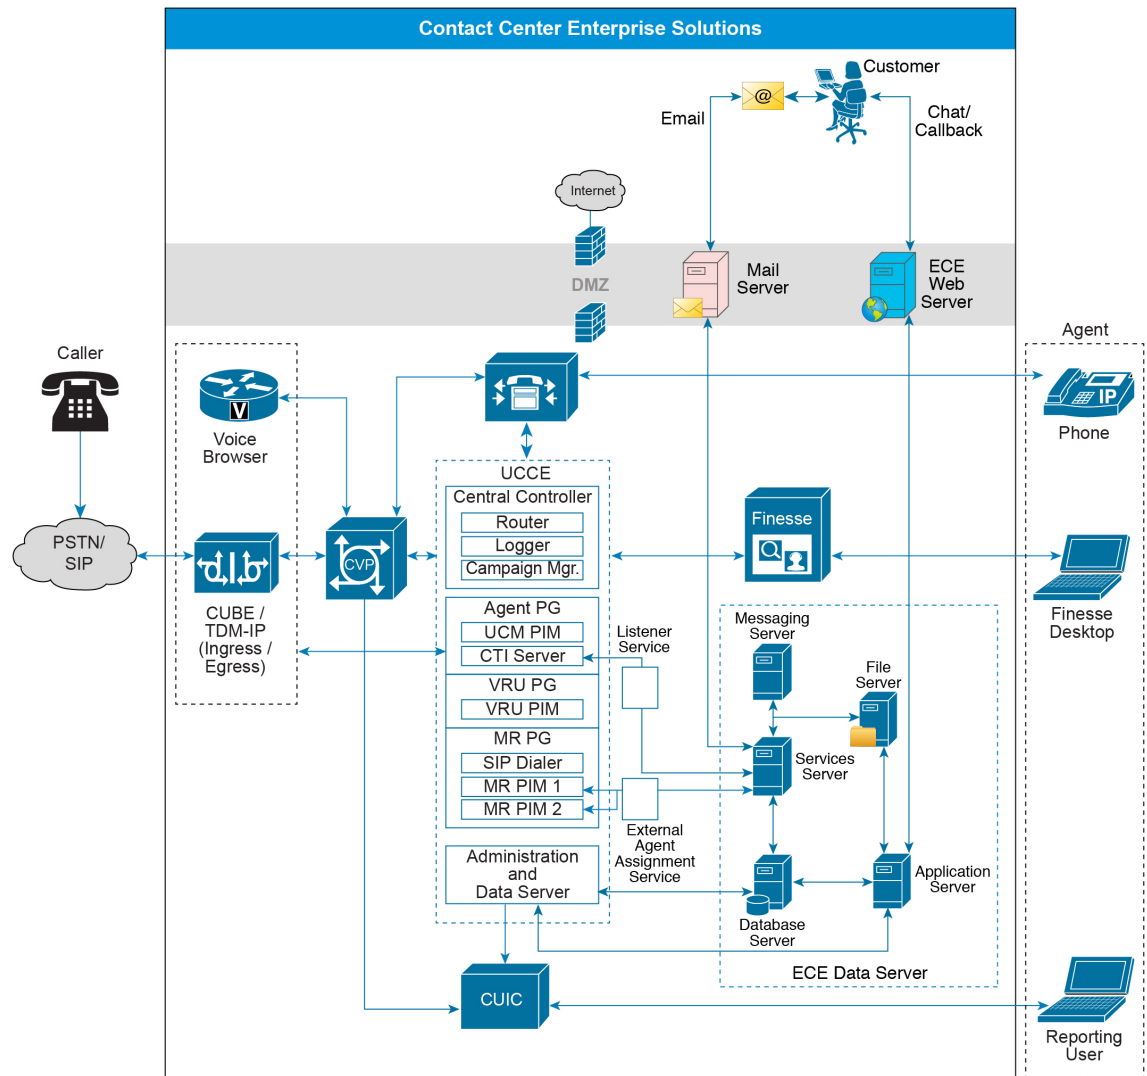 Contact Center Enterprise Solutions
Customer
@
Email
Chat/
Callback
Internet
DMZ
Mail
Server
ECE
Web
Server
Agent
Caller
Voice
Browser
V
IP
Phone
UCCE
Central Controller
Router
Logger
Campaign Mgr.
Finesse
PSTN/
SIP
CVP
CUBE /
TDM-IP
(Ingress /
Egress)
Finesse
Desktop
Agent PG
UCM PIM
CTI Server
Listener
Service
Messaging
Server
File
Server
VRU PG
VRU PIM
MR PG
SIP Dialer
MR PIM 1
MR PIM 2
Services
Server
External
Agent
Assignment
Service
Administration
and
Data Server
Application
Server
Database
Server
ECE Data Server
CUIC
Reporting
User